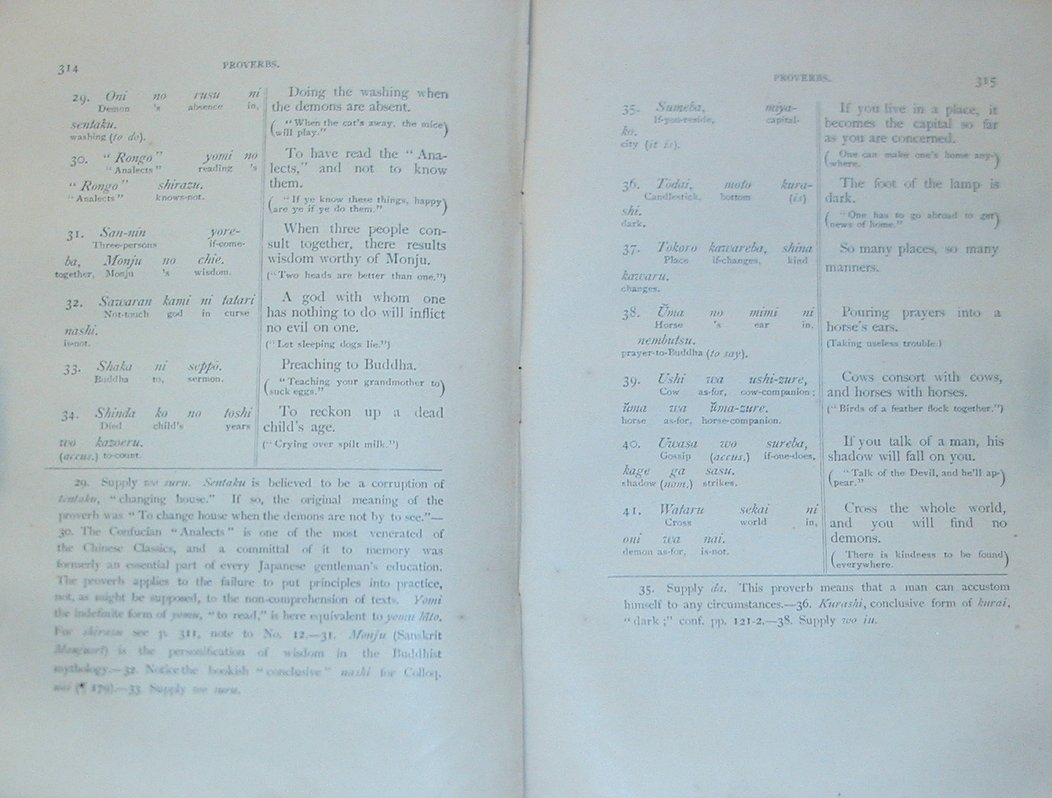 314 PROVERBS.
29. Oni no rusu ni
Demon 's absence in,
sentaku.
washing (to do).
Doing the washing when
the demons are absent.
("When the cat's away, the mice
will play.")
30. "Rongo" yomi no
"Analects" reading 's
"Rongo" shirazu.
"Analects" knows-not.
To have read the "Ana-
lects," and not to know
them.
("If ye know these things, happy
are ye if ye do them.")
31. San-nin yore-
Three-persons if-come-
ba, Monju no chie.
together, Monju 's wisdom.
When three people con-
sult together, there results
wisdom worthy of Monju.
("Two heads are better than one.")
32. Sawaran kami ni tatari
Not-touch god in curse
nashi.
is-not.
A god with whom one
has nothing to do will inflict
no evil on one.
("Let sleeping dogs lie.")
33. Shaka ni seppō.
Buddha to, sermon.
Preaching to Buddha.
("Teaching your grandmother to
suck eggs.")
34. Shinda ko no toshi
Died child's years
wo kazoeru.
(accus.) to-count.
To reckon up a dead
child's age.
("Crying over spilt milk.")
29. Supply wo suru. Sentaku is believed to be a corruption of
tentaku, "changing house." If so, the original meaning of the
proverb was "To change house when the demons are not by to see."—
30. The Confucian "Analects" is one of the most venerated of
the Chinese Classics, and a committal of it to memory was
formerly an essential part of every Japanese gentleman's education.
The proverb applies to the failure to put principles into practice,
not, as might be supposed, to the non-comprehension of texts. Yomi
the indefinite form of yomu, "to read," is here equivalent to yomu hito.
For shirazu see p. 311, note to No. 12.—31. Monju (Sanskrit
Manjusri) is the personification of wisdom in the Buddhist
mythology.—32. Notice the bookish "conclusive" nashi for Colloq.
nai (¶ 179).—33. Supply wo suru.
PROVERBS. 315
35. Sumeba, miya-
If-you-reside, capital-
ko.
city (it is).
If you live in a place, it
becomes the capital so far
as you are concerned.
(One can make one's home any-
where.)
36. Tōdai, moto kura-
Candlestick, bottom (is)
shi.
dark.
The foot of the lamp is
dark.
("One has to go abroad to get
news of home.")
37. Tokoro kawareba, shina
Place if-changes, kind
kawaru.
changes.
So many places, so many
manners.
38. Ŭma no mimi ni
Horse 's ear in,
nembutsu.
prayer-to-Buddha (to say).
Pouring prayers into a
horse's ears.
(Taking useless trouble.)
39. Ushi wa ushi-zure,
Cow as-for, cow-companion;
ŭma wa ŭma-zure.
horse as-for, horse-companion.
Cows consort with cows,
and horses with horses.
("Birds of a feather flock together.")
40. Uwasa wo sureba,
Gossip (accus.) if-one-does,
kage ga sasu.
shadow (nom.) strikes.
If you talk of a man, his
shadow will fall on you.
("Talk of the Devil, and he'll ap-
pear.")
41. Wataru sekai ni
Cross world in,
oni wa nai.
demon as-for, is-not.
Cross the whole world,
and you will find no
demons.
(There is kindness to be found
everywhere.)
35. Supply da. This proverb means that a man can accustom
himself to any circumstances.—36. Kurashi, conclusive form of kurai,
"dark;" conf. pp. 121-2.—38. Supply wo iu.